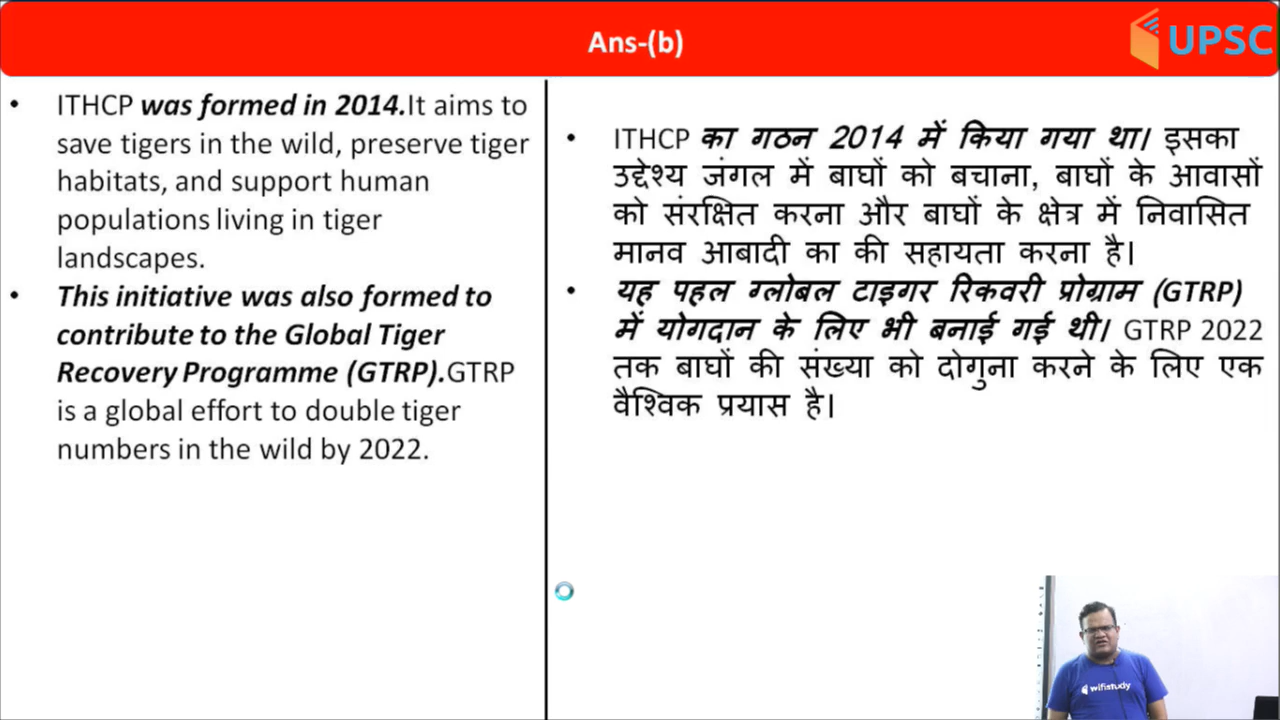 Ans-(b)
UPSC
• ITHCP was formed in 2014.It aims to
save tigers in the wild, preserve tiger
habitats, and support human
populations living in tiger
landscapes.
• This initiative was also formed to
contribute to the Global Tiger
Recovery Programme (GTRP).GTRP
is a global effort to double tiger
numbers in the wild by 2022.
• ITHCP का गठन 2014 में किया गया था। इसका
उद्देश्य जंगल में बाघों को बचाना, बाघों के आवासों
को संरक्षित करना और बाघों के क्षेत्र में निवासित
मानव आबादी का की सहायता करना है।
• यह पहल ग्लोबल टाइगर रिकवरी प्रोग्राम (GTRP)
में योगदान के लिए भी बनाई गई थी। GTRP 2022
तक बाघों की संख्या को दोगुना करने के लिए एक
वैश्विक प्रयास है।
wifistudy